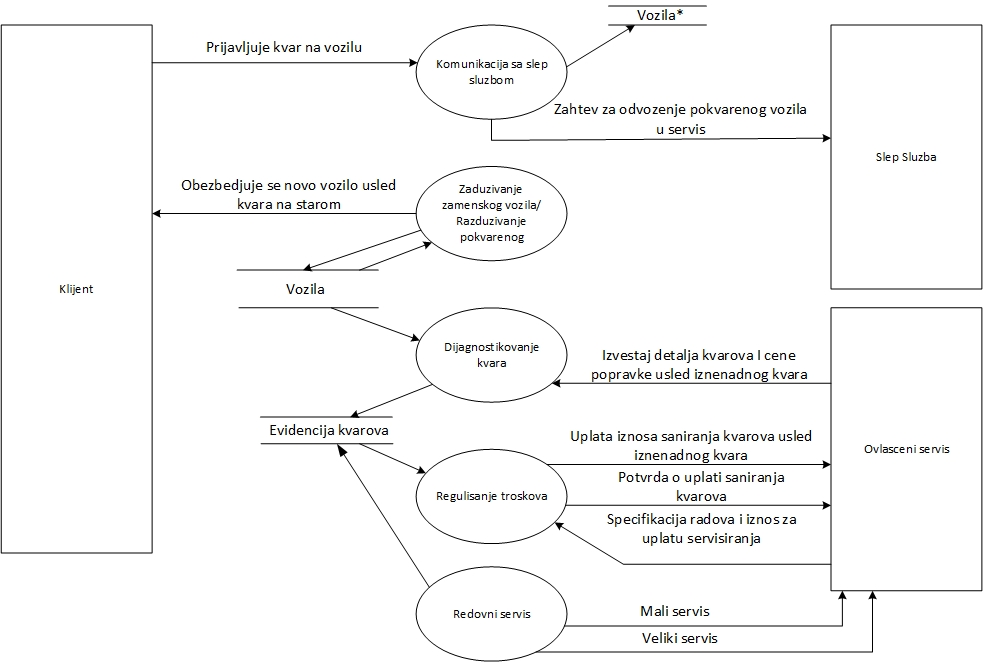 Vozila*
Prijavljuje kvar na vozilu
Komunikacija sa slep
sluzbom
Zahtev za odvozenje pokvarenog vozila
u servis
Slep Sluzba
Obezbedjuje se novo vozilo usled
kvara na starom
Zaduzivanje
zamenskog vozila/
Razduzivanje
pokvarenog
Klijent
Vozila
Dijagnostikovanje
kvara
Izvestaj detalja kvarova I cene
popravke usled iznenadnog kvara
Evidencija kvarova
Uplata iznosa saniranja kvarova usled
iznenadnog kvara
Ovlasceni servis
Regulisanje troskova
Potvrda o uplati saniranja
kvarova
Specifikacija radova i iznos za
uplatu servisiranja
Redovni servis
Mali servis
Veliki servis